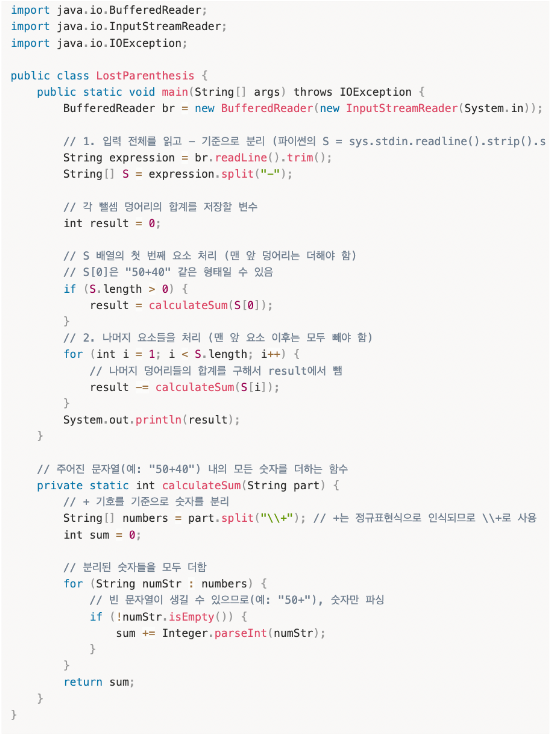 import java.io.BufferedReader;
import java.io.InputStreamReader;
import java.io.IOException;
public class LostParenthesis {
public static void main(String[] args) throws IOException {
BufferedReader br = new BufferedReader(new InputStreamReader(System.in));
// 1. 입력 전체를 읽고 - 기준으로 분리 (파이썬의 S = sys.stdin.readline().strip().s
String expression = br.readLine().trim();
String[] S = expression.split("-");
// 각 뺄셈 덩어리의 합계를 저장할 변수
int result = 0;
// S 배열의 첫 번째 요소 처리 (맨 앞 덩어리는 더해야 함)
// S[0]은 "50+40" 같은 형태일 수 있음
if (S.length > 0) {
result = calculateSum(S[0]);
}
// 2. 나머지 요소들을 처리 (맨 앞 요소 이후는 모두 빼야 함)
for (int i = 1; i < S.length; i++) {
// 나머지 덩어리들의 합계를 구해서 result에서 뺌
result -= calculateSum(S[i]);
}
System.out.println(result);
}
// 주어진 문자열(예: "50+40") 내의 모든 숫자를 더하는 함수
private static int calculateSum(String part) {
// + 기호를 기준으로 숫자를 분리
String[] numbers = part.split("\\+"); // +는 정규표현식으로 인식되므로 \\+로 사용
int sum = 0;
// 분리된 숫자들을 모두 더함
for (String numStr : numbers) {
// 빈 문자열이 생길 수 있으므로(예: "50+"), 숫자만 파싱
if (!numStr.isEmpty()) {
sum += Integer.parseInt(numStr);
}
}
return sum;
}
}